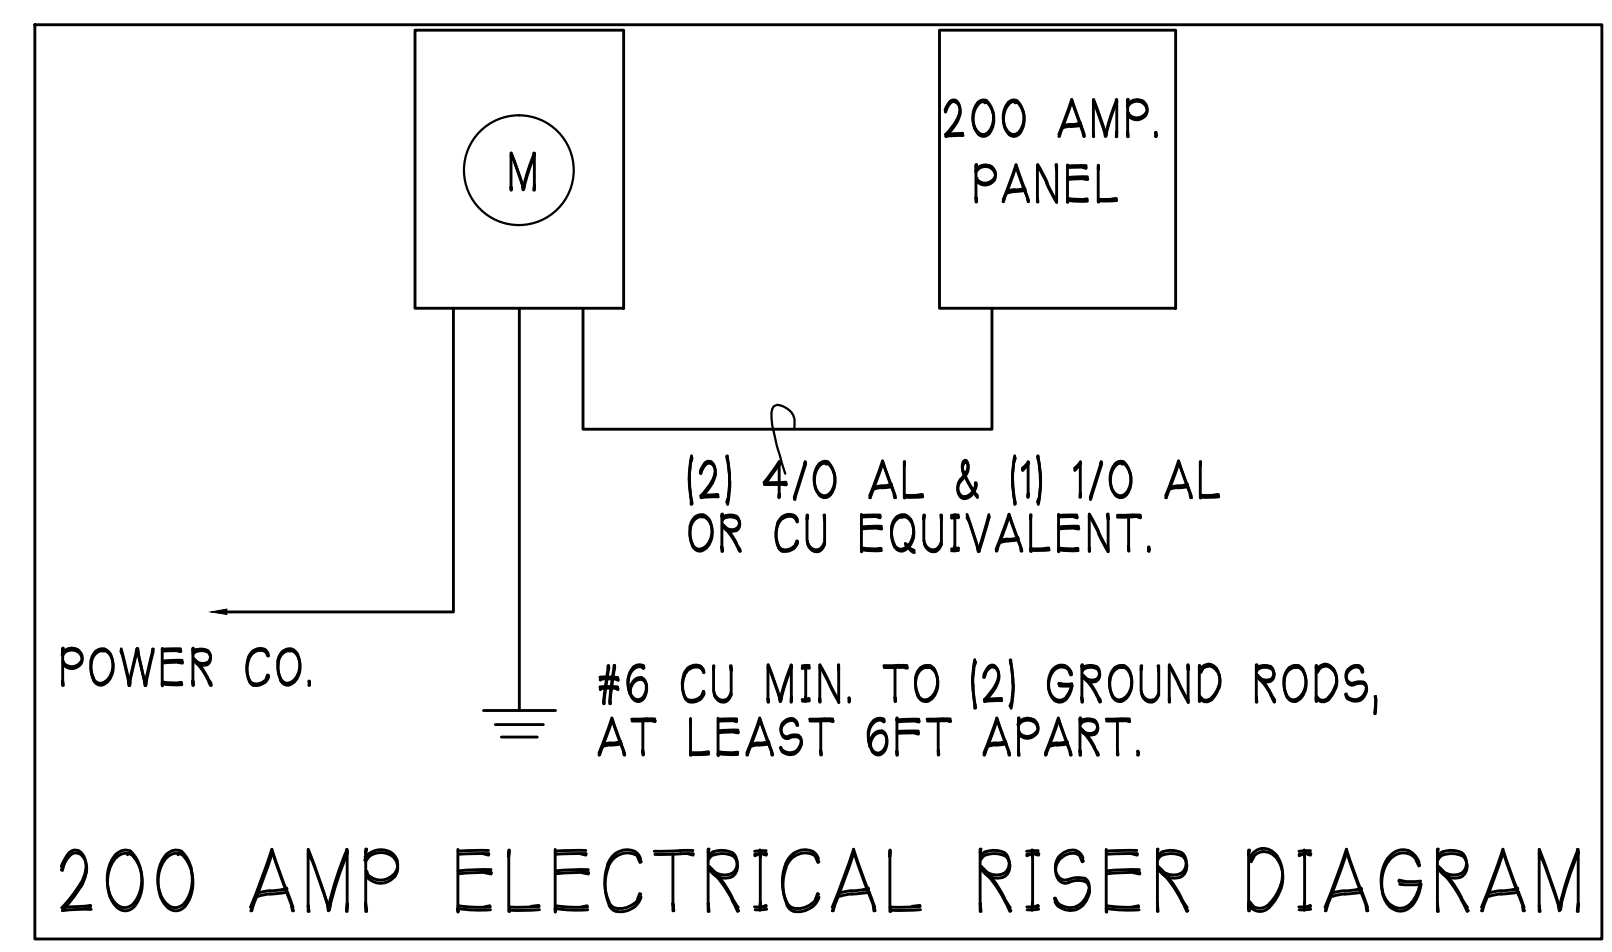 M
200 AMP.
PANEL
(2) 4/0 AL & (1) 1/0 AL
OR CU EQUIVALENT.
POWER CO.
#6 CU MIN. TO (2) GROUND RODS,
AT LEAST 6FT APART.
200 AMP ELECTRICAL RISER DIAGRAM